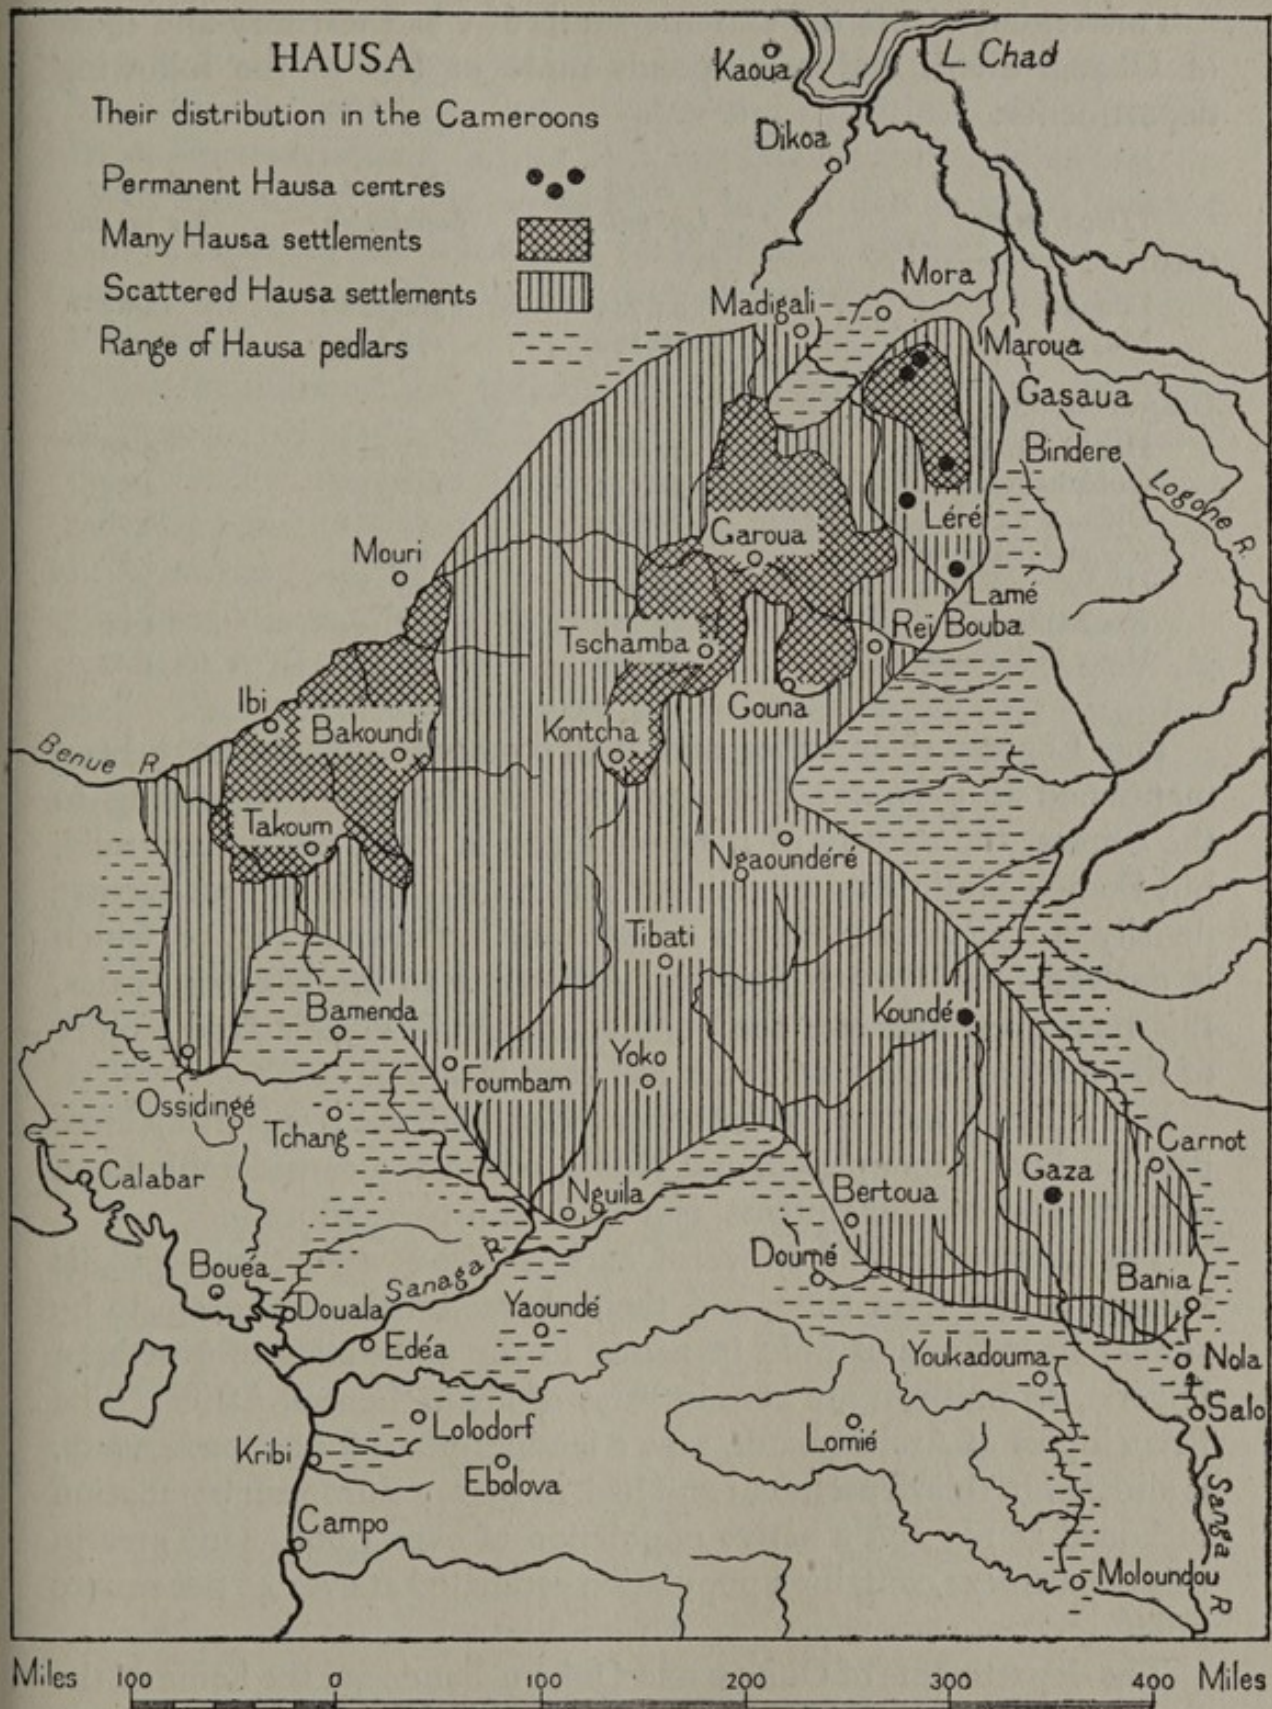 HAUSA
Their distribution in the Cameroons
Permanent Hausa centres
Many Hausa settlements
Scattered Hausa settlements
Range of Hausa pedlars
Kaoua
L. Chad
Dikoa
Mora
Madigali
Maroua
Gasaua
Bindere
Logone R.
Léré
Garoua
Mouri
Lamé
Reï Bouba
Tschamba
Ibi
Gouna
Bakoundi
Kontcha
Benue R
Takoum
Ngaoundéré
Tibati
Bamenda
Koundé
Yoko
Foumbam
Ossidingé
Tchang
Carnot
Gaza
Calabar
Nguila
Bertoua
Doumé
Bouéa
Sanaga R.
Bania
Douala
Yaoundé
Edéa
Youkadouma
Nola
Salo
Lolodorf
Lomié
Kribi
Ebolova
Sanga R
Campo
Moloundou
Miles 100 0 100 200 300 400 Miles